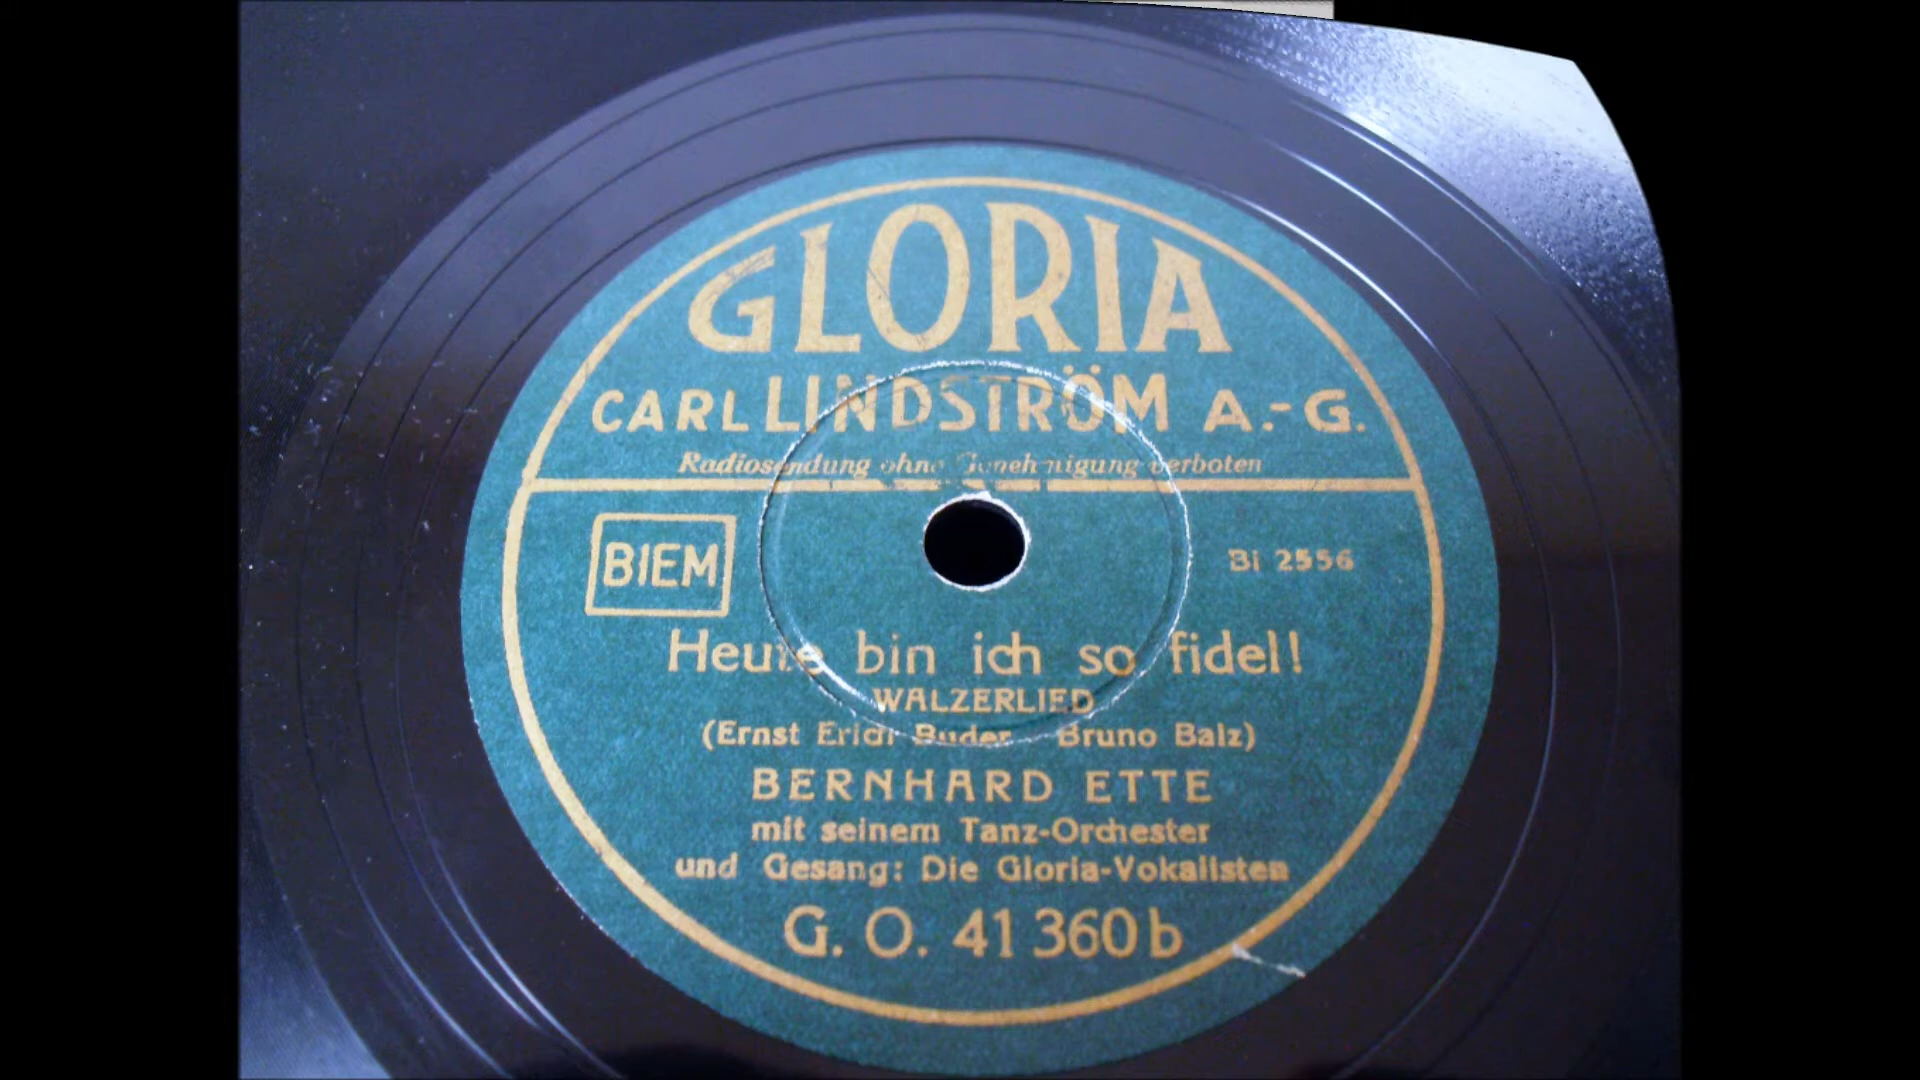 GLORIA
CARL LINDSTRÖM A.-G.
Radiosendung ohne Genehmigung verboten
BIEM
Bi 2556
Heute bin ich so fidel!
WALZERLIED
(Ernst Erich Buder Bruno Balz)
BERNHARD ETTE
mit seinem Tanz-Orchester
und Gesang: Die Gloria-Vokalisten
G. O. 41 360 b